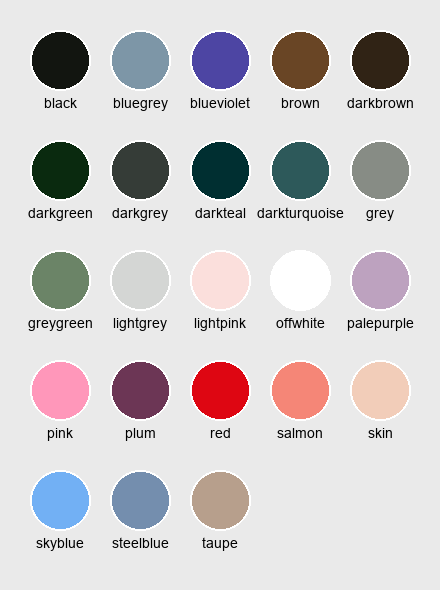 black bluegrey blueviolet brown darkbrown
darkgreen darkgrey darkteal darkturquoise grey
greygreen lightgrey lightpink offwhite palepurple
pink plum red salmon skin
skyblue steelblue taupe